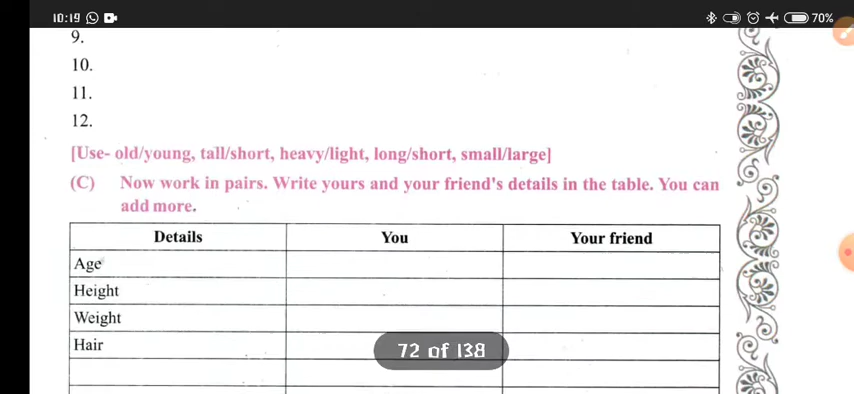 10:19
70%
9.
10.
11.
12.
[Use- old/young, tall/short, heavy/light, long/short, small/large]
(C) Now work in pairs. Write yours and your friend's details in the table. You can
add more.
Details You Your friend
Age
Height
Weight
Hair
72 of 138